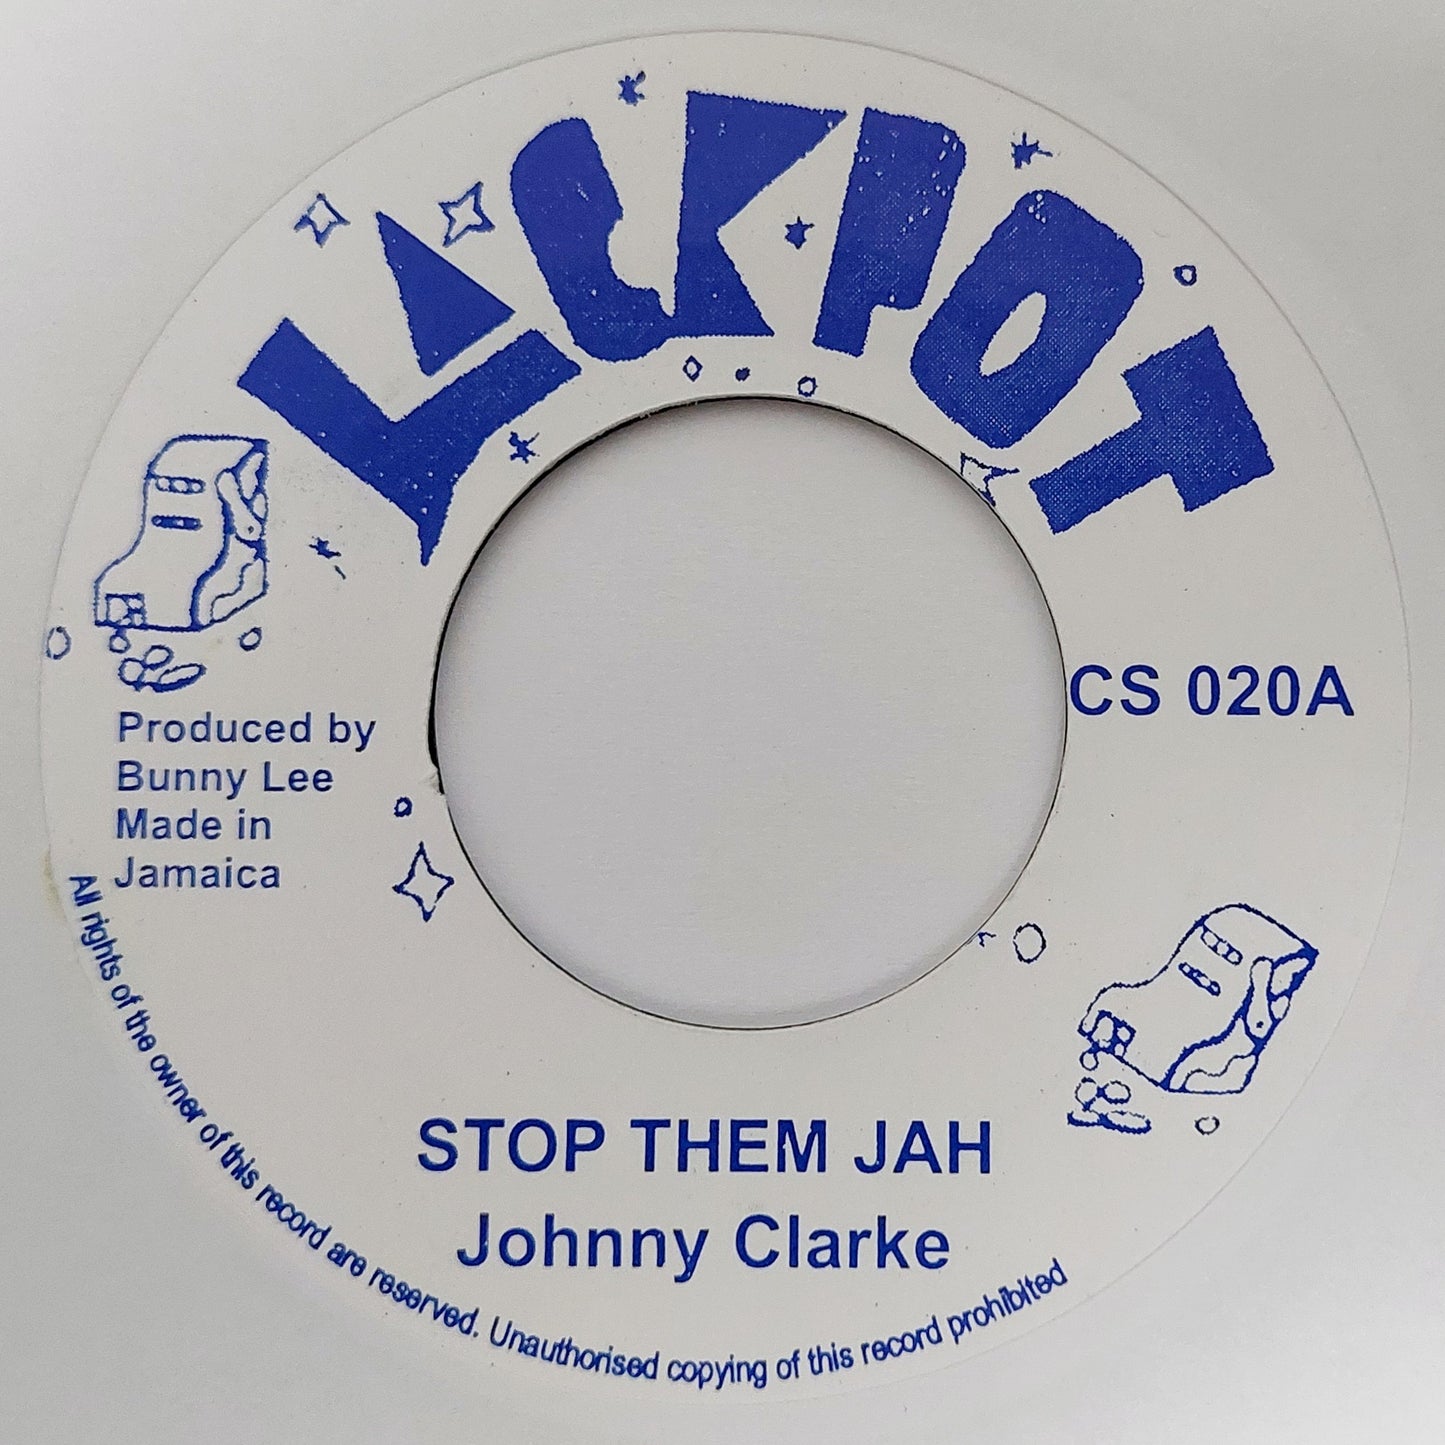 JACKPOT
CS 020A
Produced by
Bunny Lee
Made in
Jamaica
STOP THEM JAH
Johnny Clarke
All rights of the owner of this record are reserved. Unauthorised copying of this record prohibited